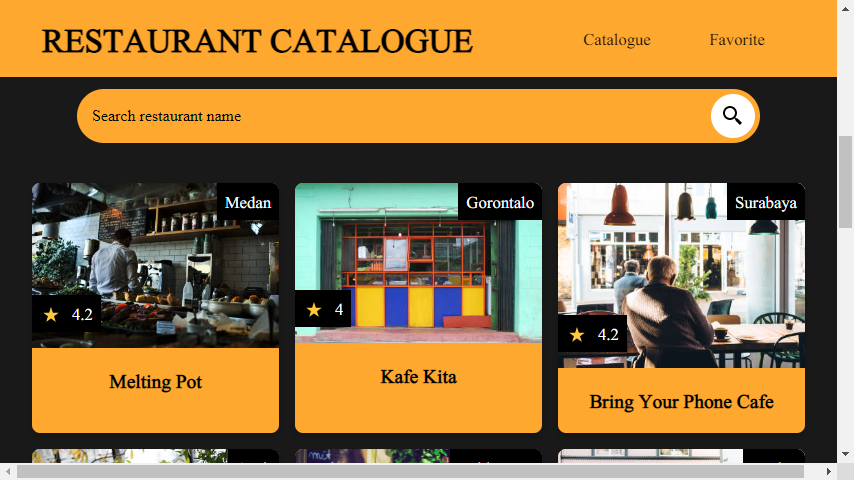 RESTAURANT CATALOGUE
Catalogue
Favorite
Search restaurant name
Medan
4.2
Melting Pot
Gorontalo
4
Kafe Kita
Surabaya
4.2
Bring Your Phone Cafe